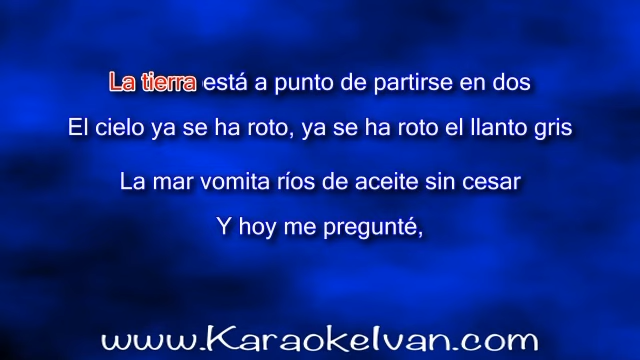 La tierra está a punto de partirse en dos
El cielo ya se ha roto, ya se ha roto el llanto gris
La mar vomita ríos de aceite sin cesar
Y hoy me pregunté,
www.KaraokeIvan.com